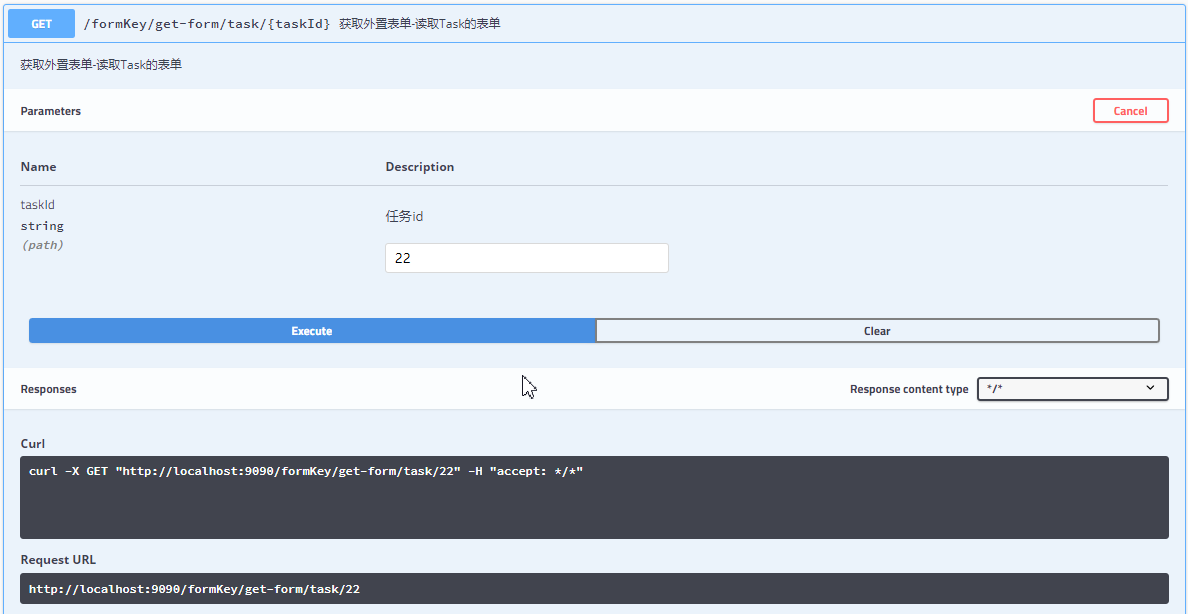 GET /formKey/get-form/task/{taskId} 获取外置表单-读取Task的表单
获取外置表单-读取Task的表单
Parameters Cancel
Name Description
taskId
string
(path)
任务id
22
Execute Clear
Responses Response content type */*
Curl
curl -X GET "http://localhost:9090/formKey/get-form/task/22" -H "accept: */*"
Request URL
http://localhost:9090/formKey/get-form/task/22